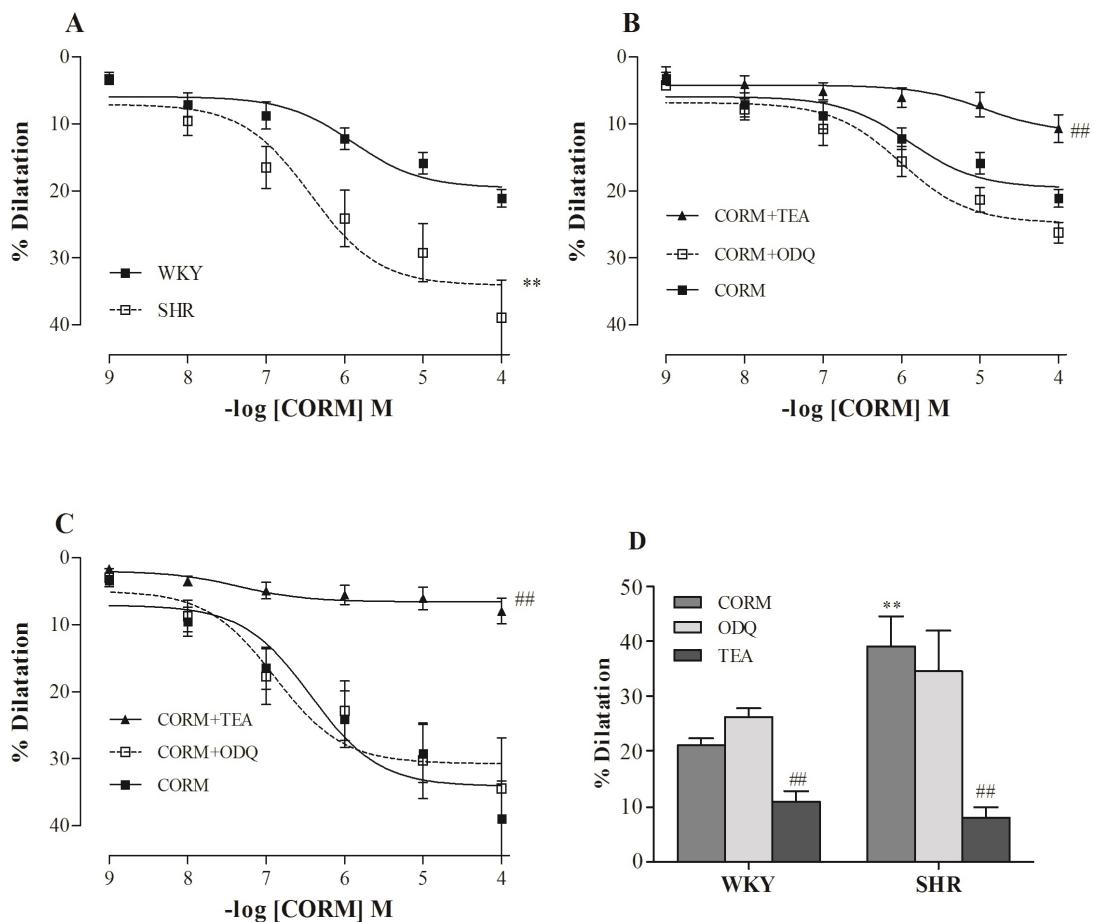 A
0
10
20
30
40
% Dilatation
WKY
SHR
**
9 8 7 6 5 4
-log [CORM] M
B
0
10
20
30
40
% Dilatation
CORM+TEA
CORM+ODQ
CORM
##
9 8 7 6 5 4
-log [CORM] M
C
0
10
20
30
40
% Dilatation
CORM+TEA
CORM+ODQ
CORM
##
9 8 7 6 5 4
-log [CORM] M
D
50
40
30
20
10
0
% Dilatation
CORM
ODQ
TEA
**
##
##
WKY SHR